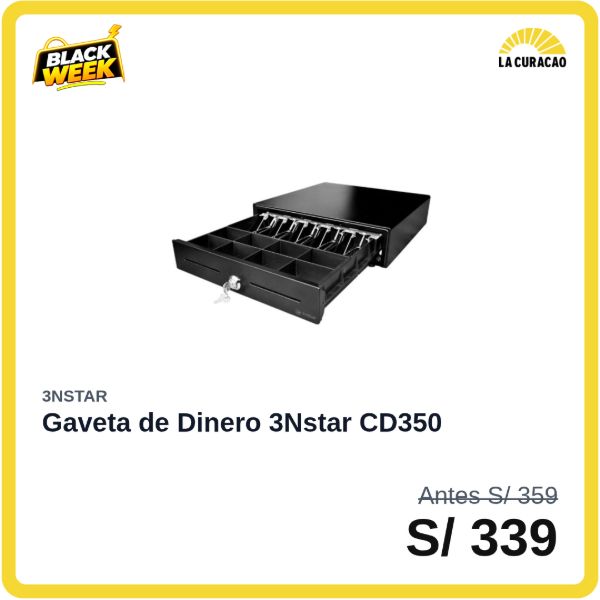 BLACK
WEEK
LA CURACAO
3NSTAR
Gaveta de Dinero 3Nstar CD350
Antes S/ 359
S/ 339